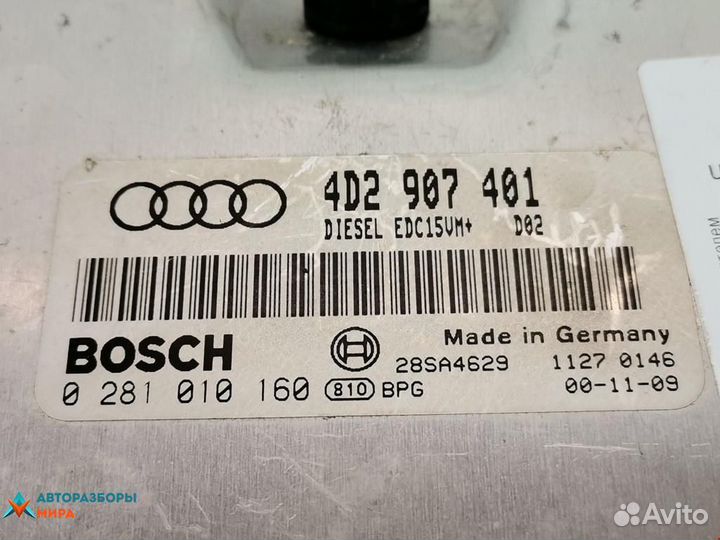 4D2 907 401
DIESEL EDC15VM+ D02
BOSCH
Made in Germany
28SA4629 1127 0146
0 281 010 160 810 BPG 00-11-09
АВТОРАЗБОРЫ
МИРА
Avito